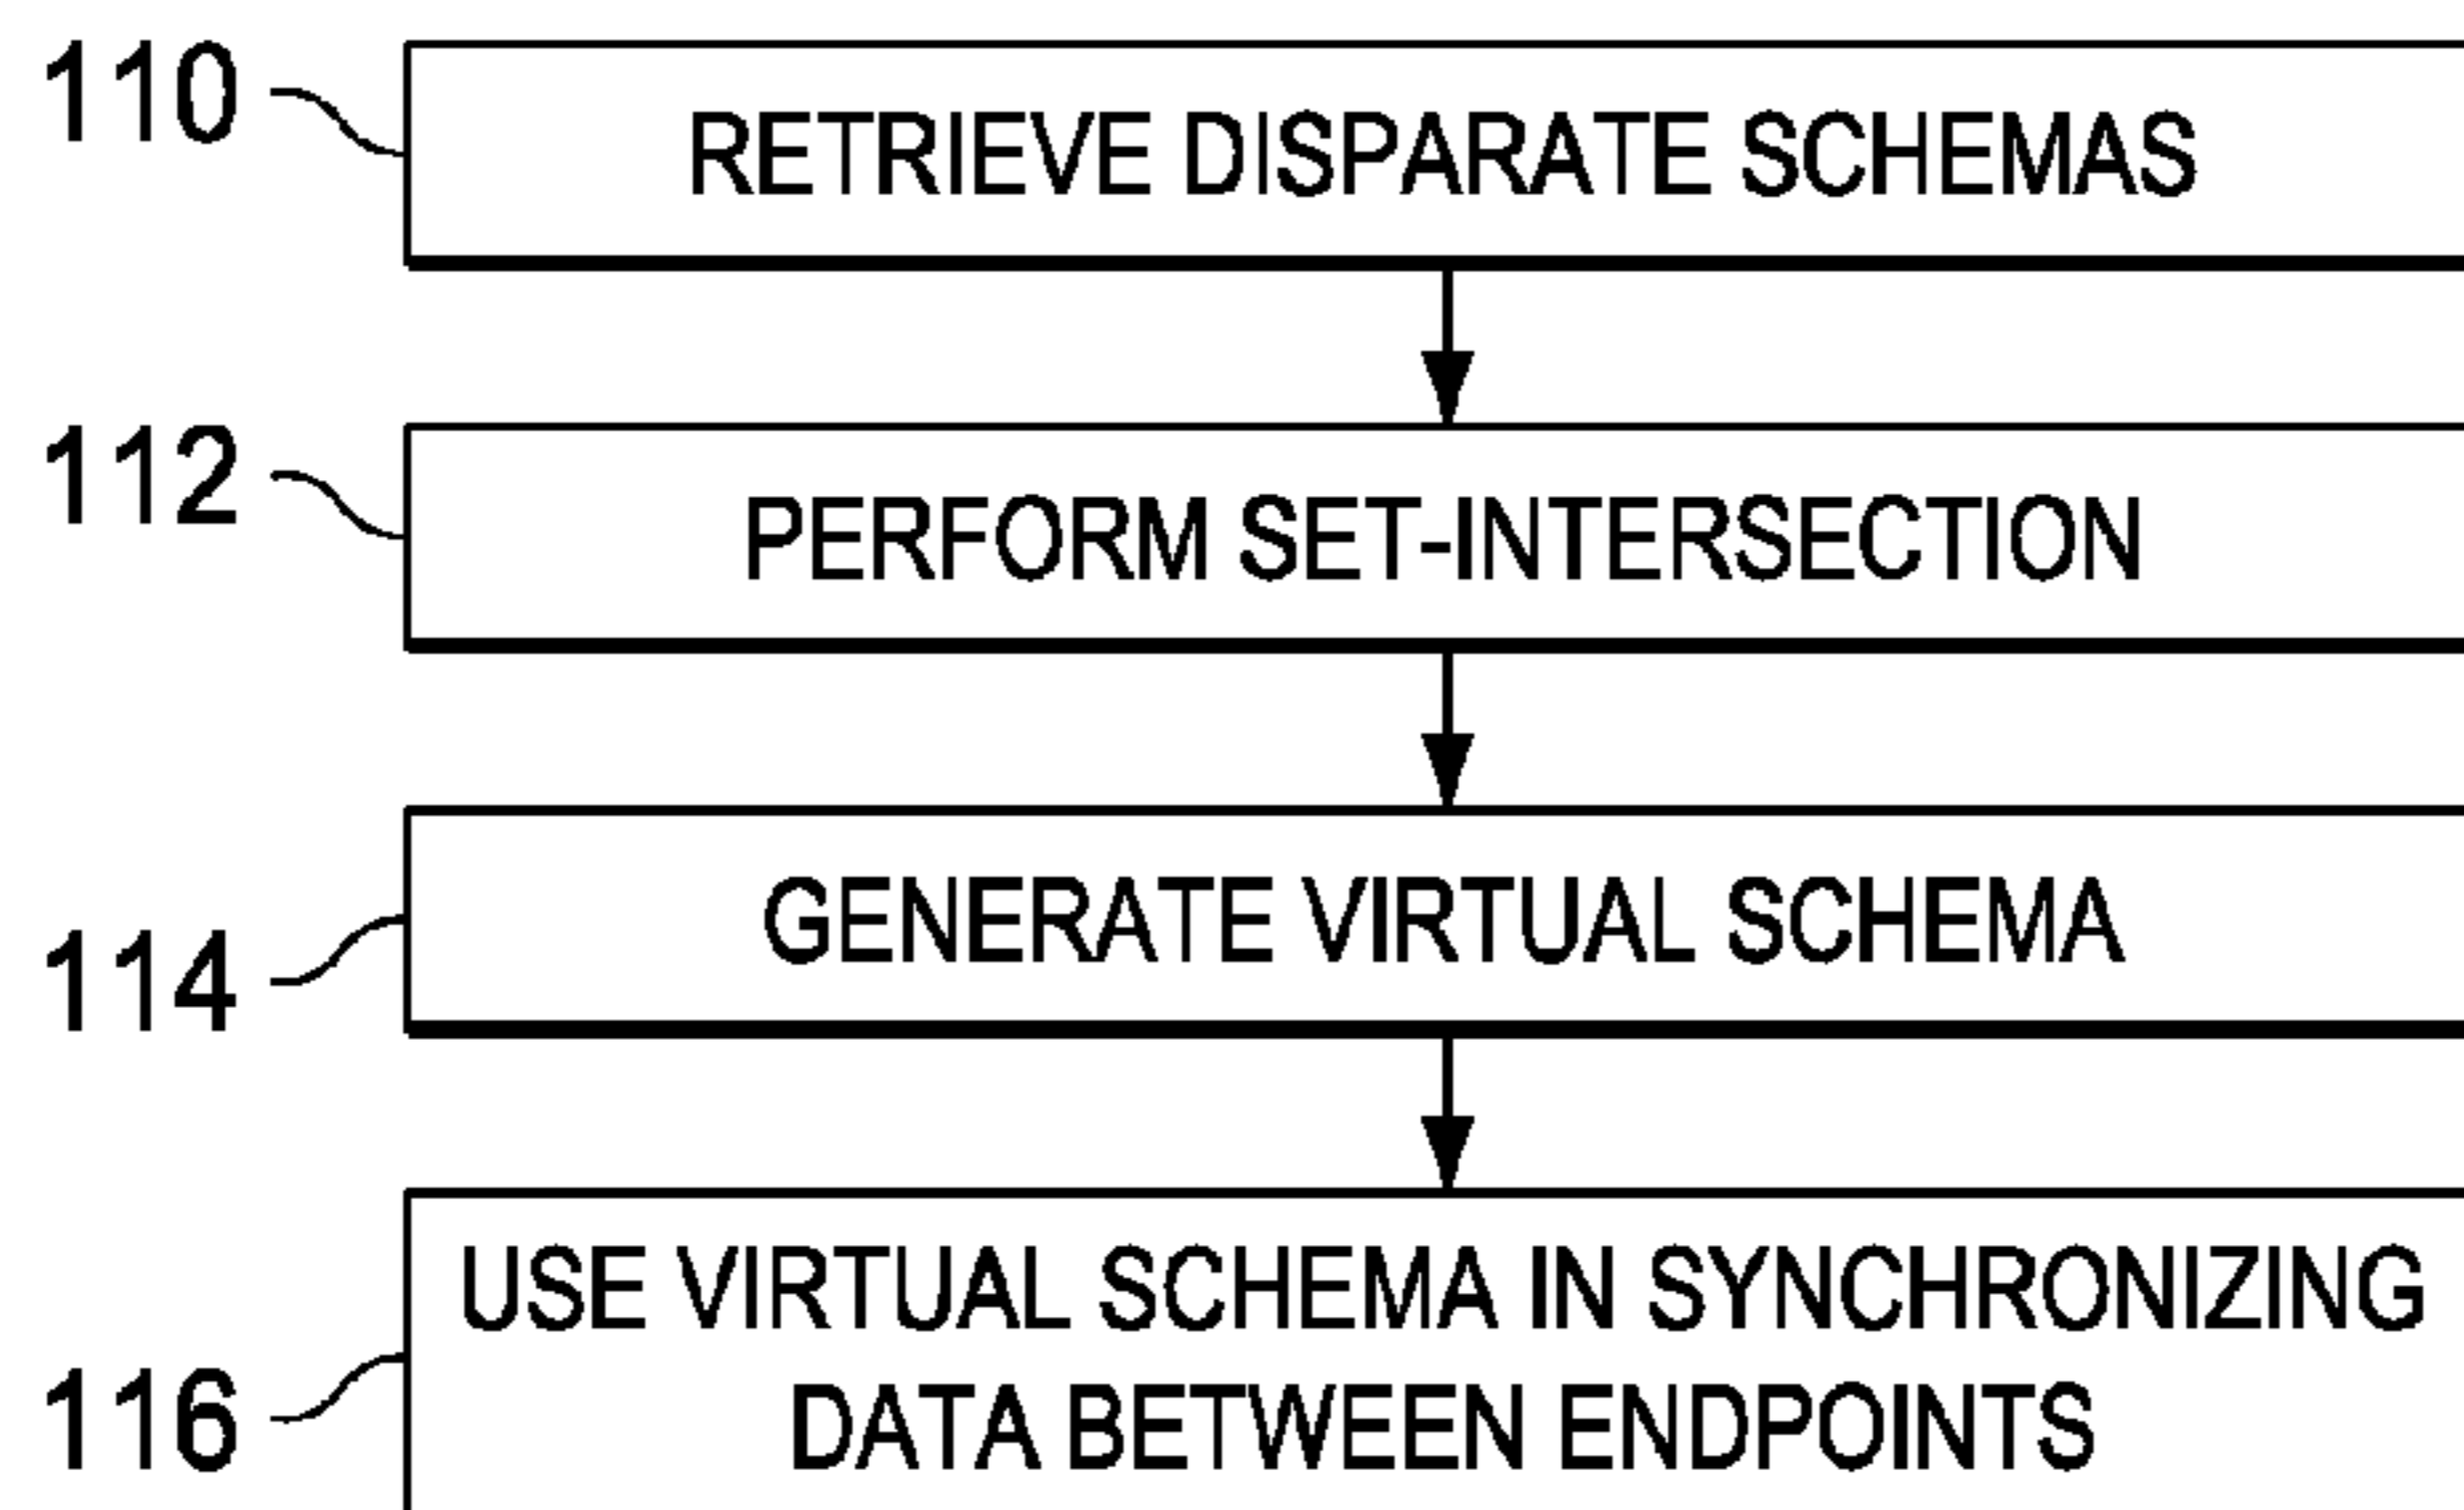 110
RETRIEVE DISPARATE SCHEMAS
112
PERFORM SET-INTERSECTION
GENERATE VIRTUAL SCHEMA
114
USE VIRTUAL SCHEMA IN SYNCHRONIZING
DATA BETWEEN ENDPOINTS
116